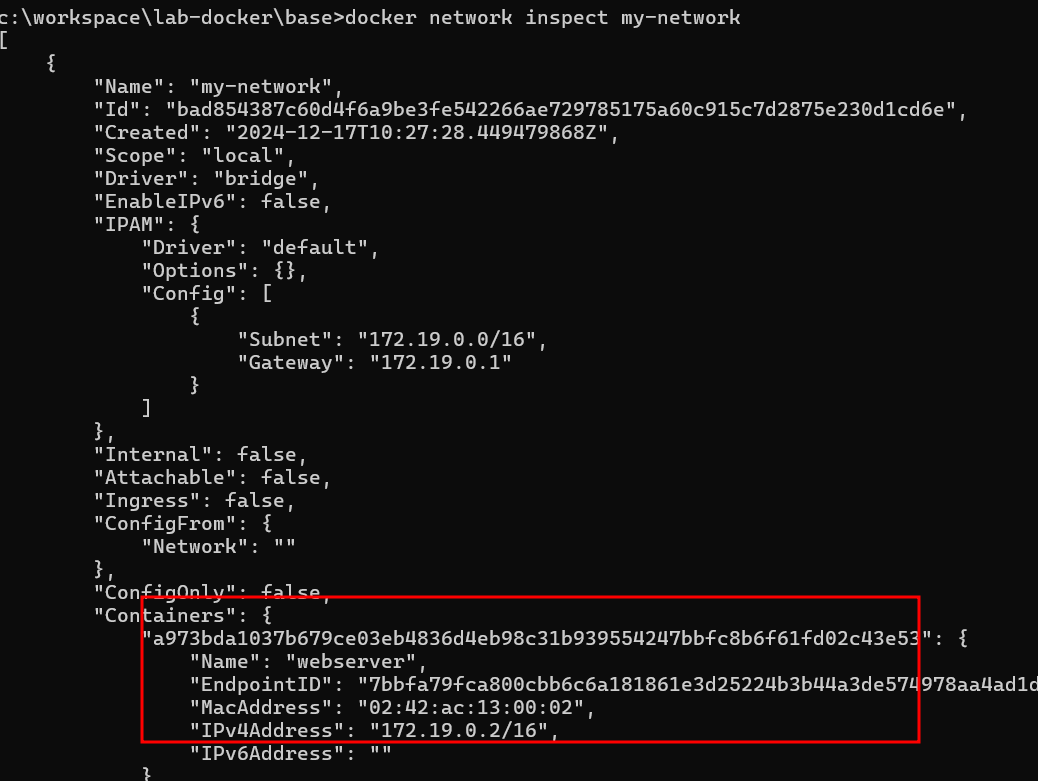 c:\workspace\lab-docker\base>docker network inspect my-network
[
    {
        "Name": "my-network",
        "Id": "bad854387c60d4f6a9be3fe542266ae729785175a60c915c7d2875e230d1cd6e",
        "Created": "2024-12-17T10:27:28.449479868Z",
        "Scope": "local",
        "Driver": "bridge",
        "EnableIPv6": false,
        "IPAM": {
            "Driver": "default",
            "Options": {},
            "Config": [
                {
                    "Subnet": "172.19.0.0/16",
                    "Gateway": "172.19.0.1"
                }
            ]
        },
        "Internal": false,
        "Attachable": false,
        "Ingress": false,
        "ConfigFrom": {
            "Network": ""
        },
        "ConfigOnly": false,
        "Containers": {
            "a973bda1037b679ce03eb4836d4eb98c31b939554247bbfc8b6f61fd02c43e53": {
                "Name": "webserver",
                "EndpointID": "7bbfa79fca800cbb6c6a181861e3d25224b3b44a3de574978aa4ad1d
                "MacAddress": "02:42:ac:13:00:02",
                "IPv4Address": "172.19.0.2/16",
                "IPv6Address": ""
            }